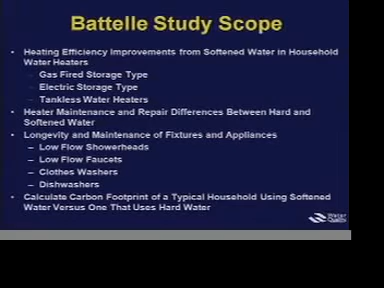 Battelle Study Scope
• Heating Efficiency Improvements from Softened Water in Household
Water Heaters
– Gas Fired Storage Type
– Electric Storage Type
– Tankless Water Heaters
• Heater Maintenance and Repair Differences Between Hard and
Softened Water
• Longevity and Maintenance of Fixtures and Appliances
– Low Flow Showerheads
– Low Flow Faucets
– Clothes Washers
– Dishwashers
• Calculate Carbon Footprint of a Typical Household Using Softened
Water Versus One That Uses Hard Water
Water
Quality